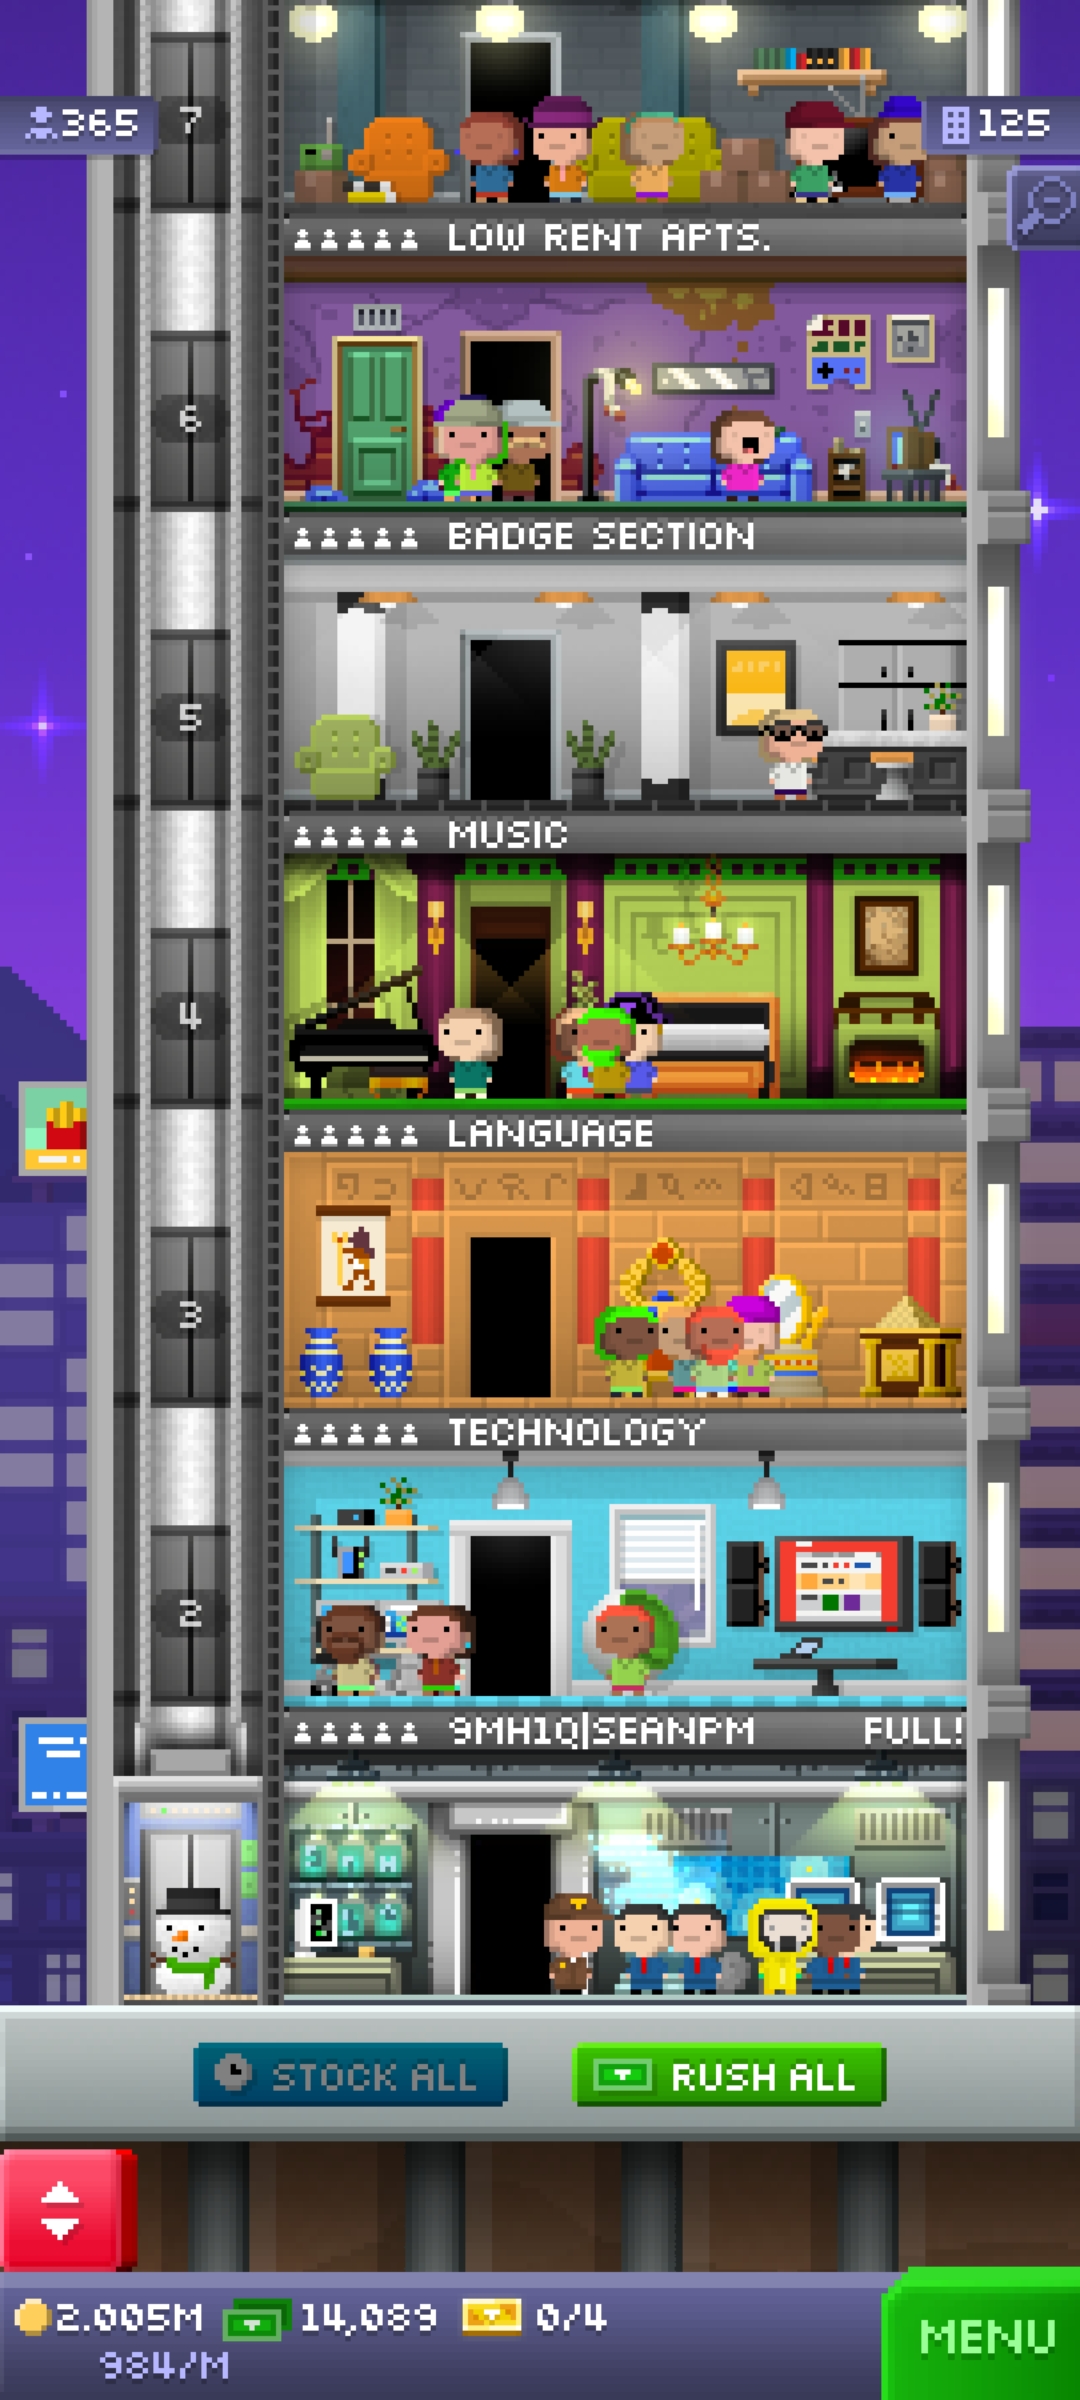 7
365
125
LOW RENT APTS.
6
BADGE SECTION
5
MUSIC
4
LANGUAGE
3
TECHNOLOGY
2
9MH1Q|SEANPM FULL!
STOCK ALL
RUSH ALL
2.005M 14,089 0/4
984/M
MENU